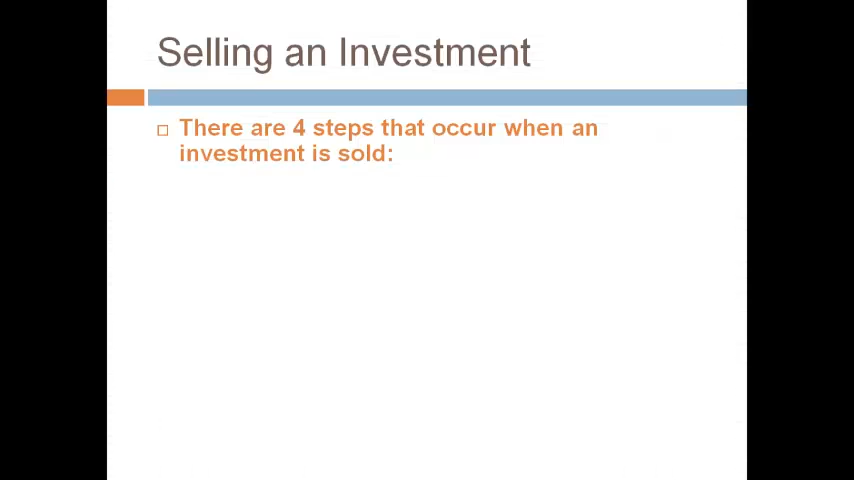 Selling an Investment
There are 4 steps that occur when an
investment is sold: